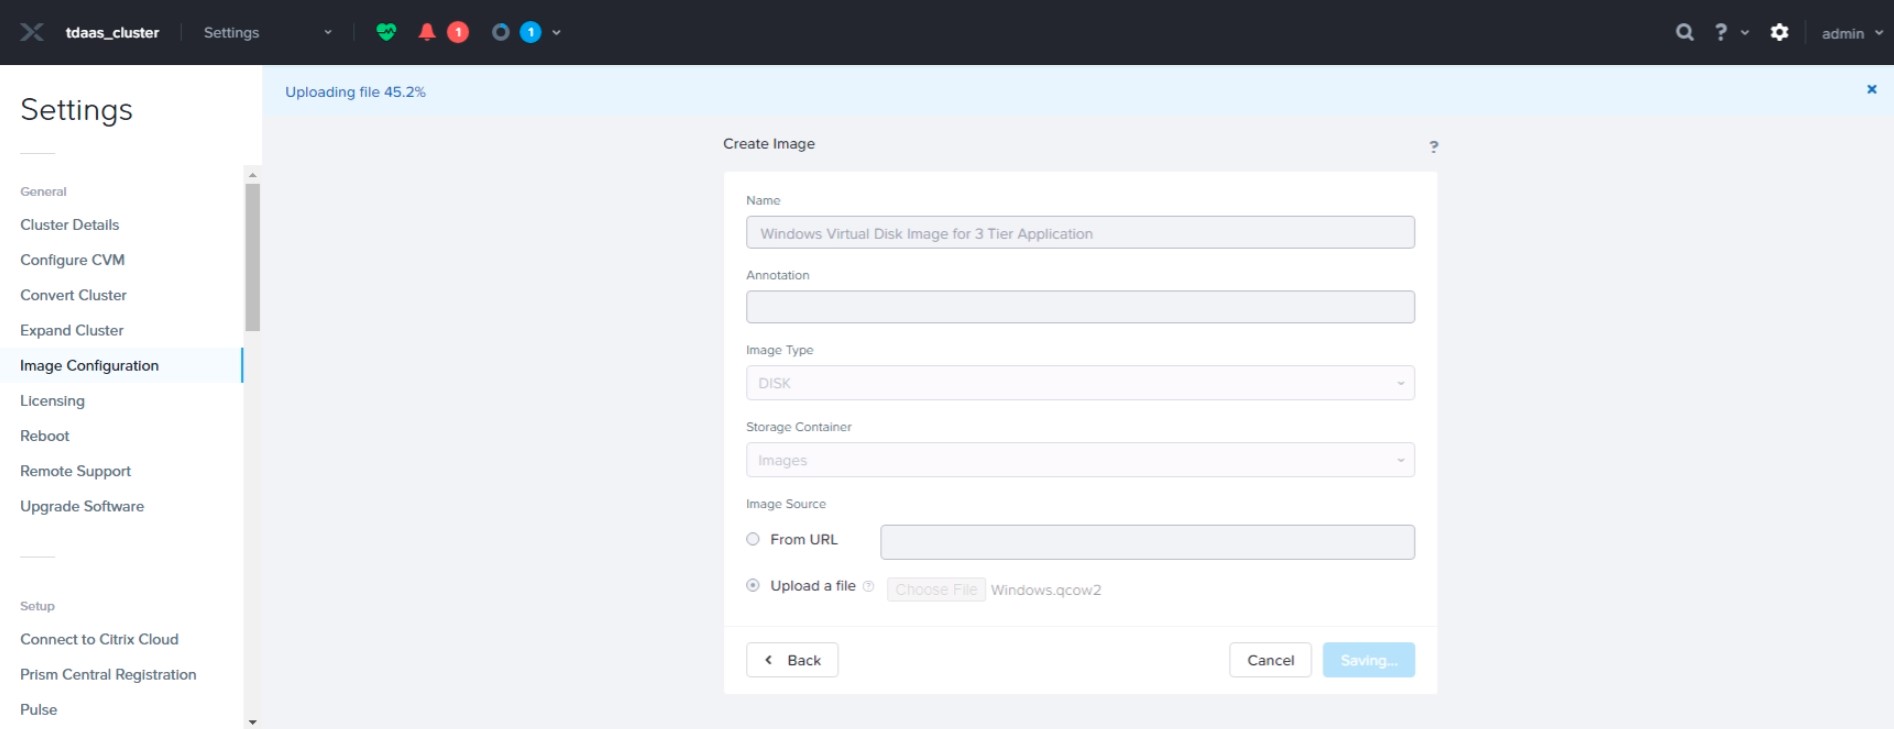 tdaas_cluster Settings 1 1 ? admin
Uploading file 45.2%
Settings
General
Cluster Details
Configure CVM
Convert Cluster
Expand Cluster
Image Configuration
Licensing
Reboot
Remote Support
Upgrade Software
Setup
Connect to Citrix Cloud
Prism Central Registration
Pulse
Create Image ?
Name
Windows Virtual Disk Image for 3 Tier Application
Annotation
Image Type
DISK
Storage Container
Images
Image Source
From URL
Upload a file ? Choose File Windows.qcow2
Back Cancel Saving...